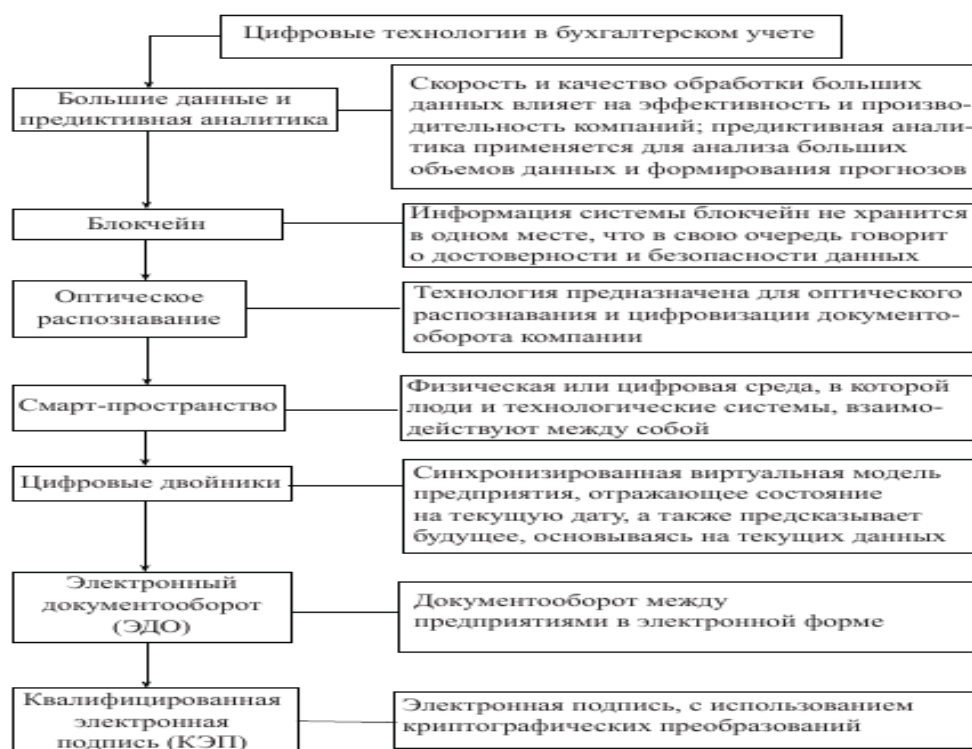 Цифровые технологии в бухгалтерском учете
Большие данные и
предиктивная аналитика
Скорость и качество обработки больших
данных влияет на эффективность и произво-
дительность компаний; предиктивная анали-
тика применяется для анализа больших
объемов данных и формирования прогнозов
Блокчейн
Информация системы блокчейн не хранится
в одном месте, что в свою очередь говорит
о достоверности и безопасности данных
Оптическое
распознавание
Технология предназначена для оптического
распознавания и цифровизации документо-
оборота компании
Смарт-пространство
Физическая или цифровая среда, в которой
люди и технологические системы, взаимо-
действуют между собой
Цифровые двойники
Синхронизированная виртуальная модель
предприятия, отражающее состояние
на текущую дату, а также предсказывает
будущее, основываясь на текущих данных
Электронный
документооборот
(ЭДО)
Документооборот между
предприятиями в электронной форме
Квалифицированная
электронная
подпись (КЭП)
Электронная подпись, с использованием
криптографических преобразований